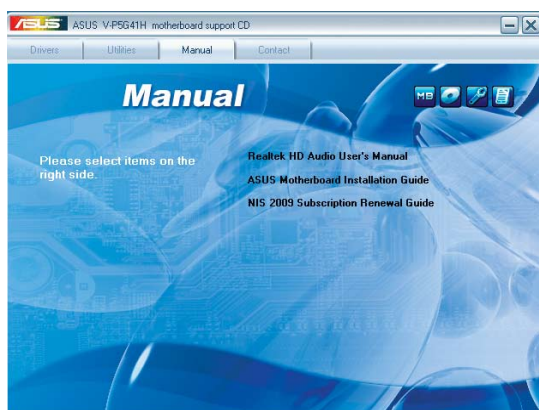 ASUS ASUS V-P5G41H motherboard support CD
Drivers Utilities Manual Contact
Manual
MB
Please select items on the
right side.
Realtek HD Audio User's Manual
ASUS Motherboard Installation Guide
NIS 2009 Subscription Renewal Guide